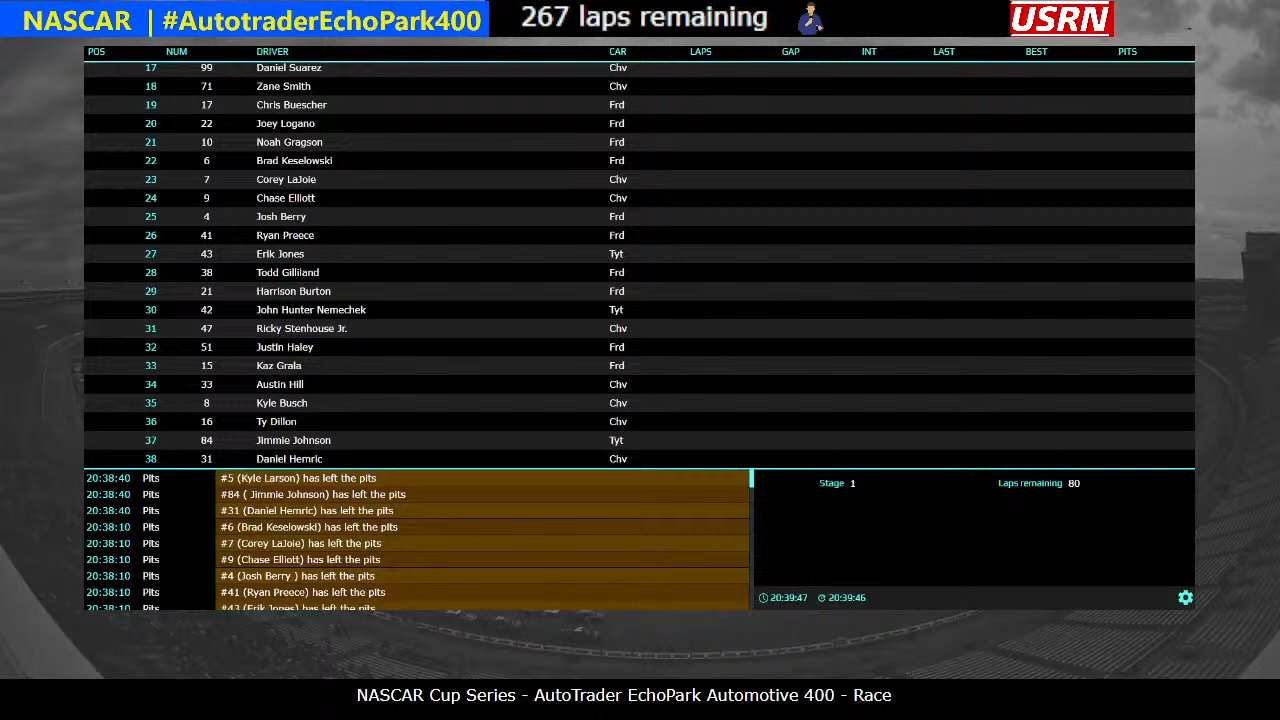 NASCAR | #AutotraderEchoPark400 267 laps remaining USRN
POS NUM DRIVER CAR LAPS GAP INT LAST BEST PITS
17 99 Daniel Suarez Chv
18 71 Zane Smith Chv
19 17 Chris Buescher Frd
20 22 Joey Logano Frd
21 10 Noah Gragson Frd
22 6 Brad Keselowski Frd
23 7 Corey LaJoie Chv
24 9 Chase Elliott Chv
25 4 Josh Berry Frd
26 41 Ryan Preece Frd
27 43 Erik Jones Tyt
28 38 Todd Gilliland Frd
29 21 Harrison Burton Frd
30 42 John Hunter Nemechek Tyt
31 47 Ricky Stenhouse Jr. Chv
32 51 Justin Haley Frd
33 15 Kaz Grala Frd
34 33 Austin Hill Chv
35 8 Kyle Busch Chv
36 16 Ty Dillon Chv
37 84 Jimmie Johnson Tyt
38 31 Daniel Hemric Chv
20:38:40 Pits #5 (Kyle Larson) has left the pits
20:38:40 Pits #84 ( Jimmie Johnson) has left the pits
20:38:40 Pits #31 (Daniel Hemric) has left the pits
20:38:10 Pits #6 (Brad Keselowski) has left the pits
20:38:10 Pits #7 (Corey LaJoie) has left the pits
20:38:10 Pits #9 (Chase Elliott) has left the pits
20:38:10 Pits #4 (Josh Berry ) has left the pits
20:38:10 Pits #41 (Ryan Preece) has left the pits
20:38:10 Pits #43 (Erik Jones) has left the pits
Stage 1 Laps remaining 80
20:39:47 20:39:46
NASCAR Cup Series - AutoTrader EchoPark Automotive 400 - Race